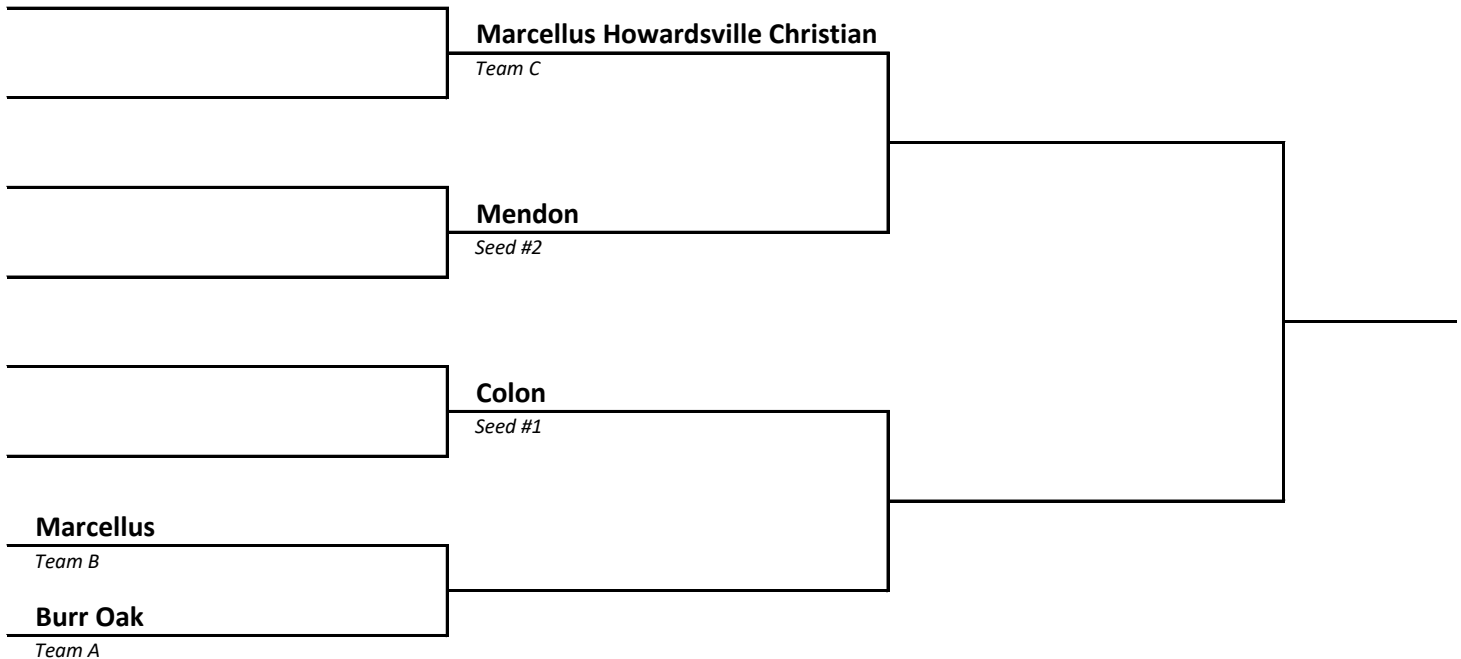 Marcellus Howardsville Christian
Team C
Mendon
Seed #2
Colon
Seed #1
Marcellus
Team B
Burr Oak
Team A